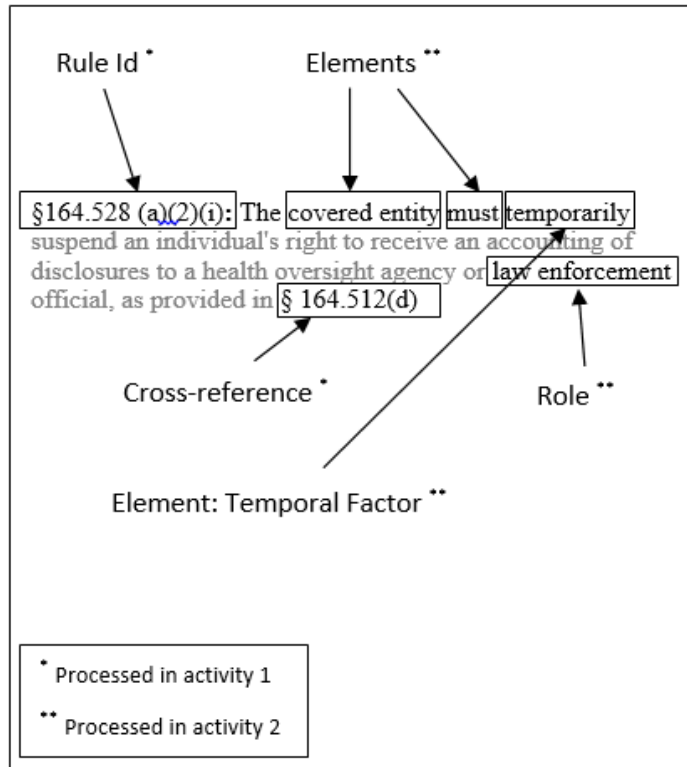 Rule Id *
Elements **
§164.528 (a)(2)(i): The covered entity must temporarily
suspend an individual's right to receive an accounting of
disclosures to a health oversight agency or law enforcement
official, as provided in § 164.512(d)
Cross-reference *
Role **
Element: Temporal Factor **
* Processed in activity 1
** Processed in activity 2